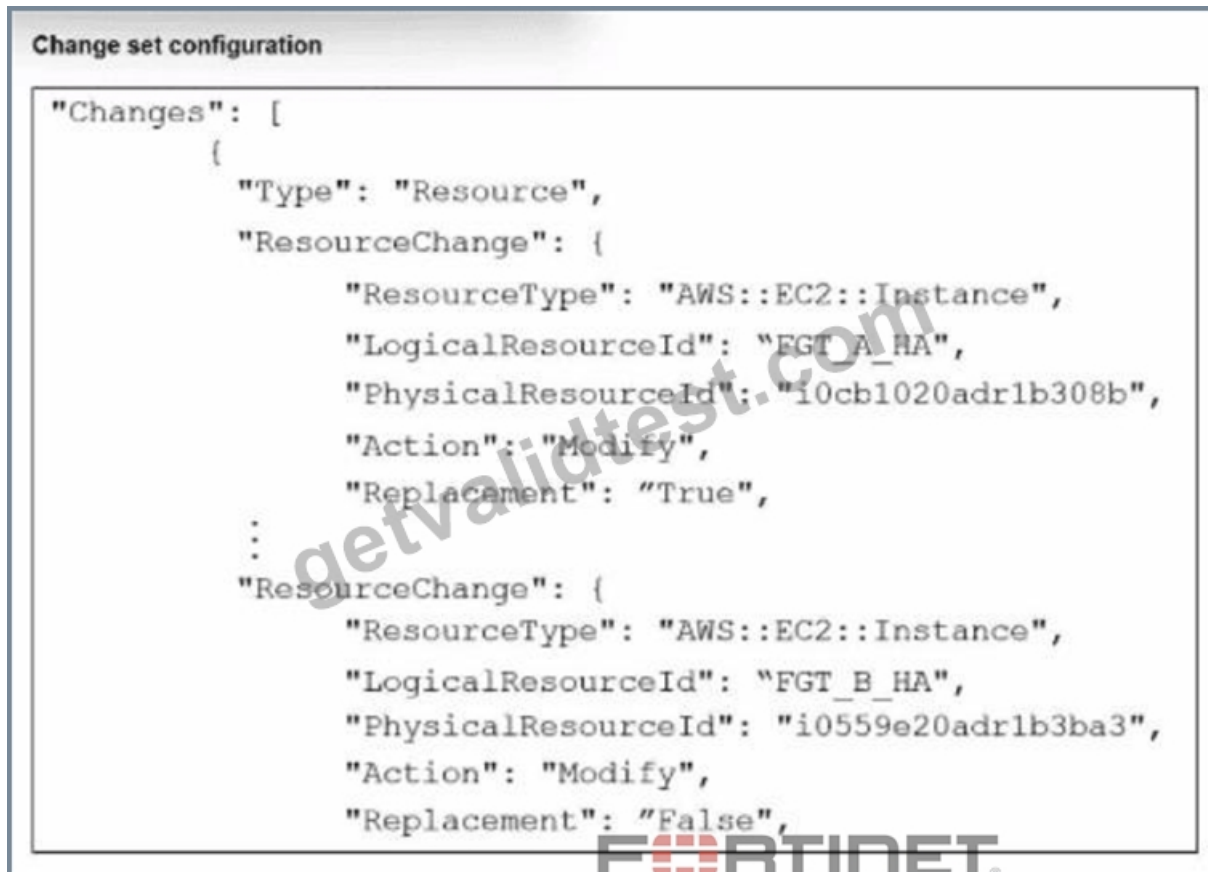 Change set configuration
"Changes": [
{
"Type": "Resource",
"ResourceChange": {
"ResourceType": "AWS::EC2::Instance",
"LogicalResourceId": “FGT_A_HA",
"PhysicalResourceId": "i0cb1020adr1b308b",
"Action": "Modify",
"Replacement": ”True",
⋮
"ResourceChange": {
"ResourceType": "AWS::EC2::Instance",
"LogicalResourceId": “FGT_B_HA",
"PhysicalResourceId": "i0559e20adr1b3ba3",
"Action": "Modify",
"Replacement": ”False",
getvalidtest.com
FORTINET